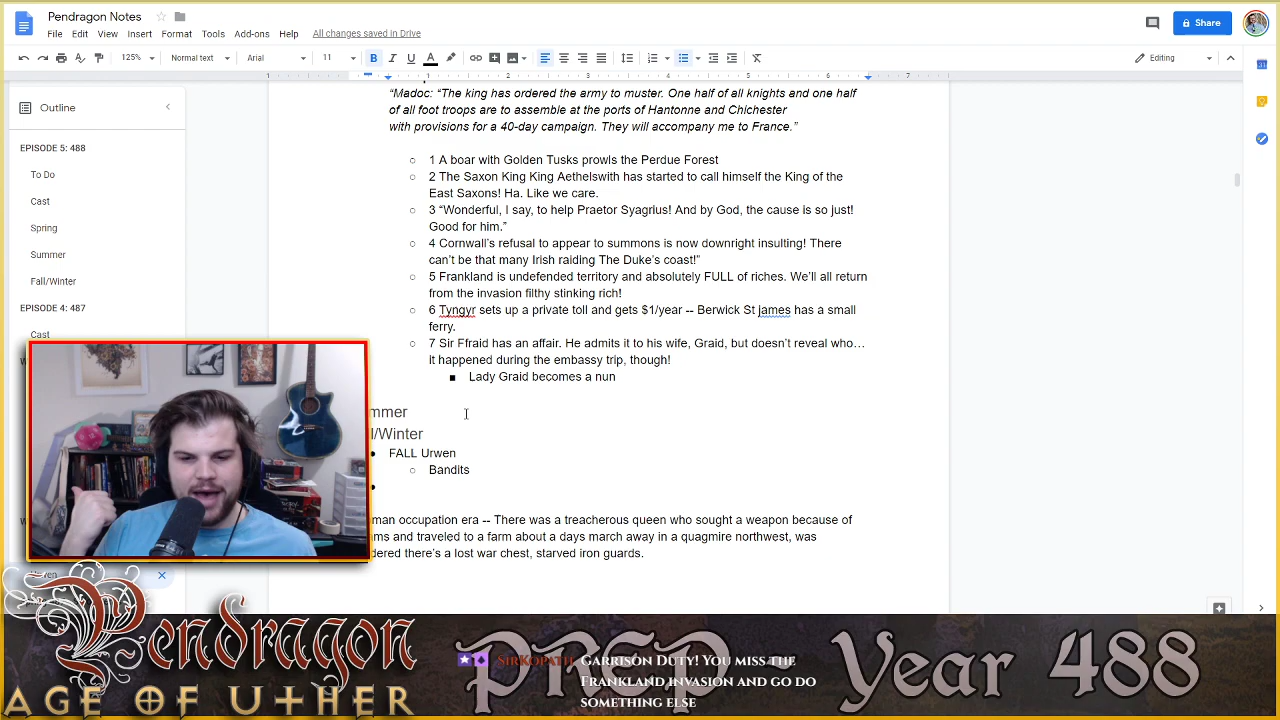 Pendragon Notes
File Edit View Insert Format Tools Add-ons Help All changes saved in Drive
Share
125% Normal text Arial 11 B I U A Editing
1 1 2 3 4 5 6 7
Outline
EPISODE 5: 488
To Do
Cast
Spring
Summer
Fall/Winter
EPISODE 4: 487
Cast
“Madoc: “The king has ordered the army to muster. One half of all knights and one half
of all foot troops are to assemble at the ports of Hantonne and Chichester
with provisions for a 40-day campaign. They will accompany me to France.”
1 A boar with Golden Tusks prowls the Perdue Forest
2 The Saxon King King Aethelswith has started to call himself the King of the
East Saxons! Ha. Like we care.
3 “Wonderful, I say, to help Praetor Syagrius! And by God, the cause is so just!
Good for him.”
4 Cornwall’s refusal to appear to summons is now downright insulting! There
can’t be that many Irish raiding The Duke’s coast!”
5 Frankland is undefended territory and absolutely FULL of riches. We’ll all return
from the invasion filthy stinking rich!
6 Tyngyr sets up a private toll and gets $1/year -- Berwick St james has a small
ferry.
7 Sir Ffraid has an affair. He admits it to his wife, Graid, but doesn’t reveal who…
it happened during the embassy trip, though!
Lady Graid becomes a nun
mmer
l/Winter
FALL Urwen
Bandits
man occupation era -- There was a treacherous queen who sought a weapon because of
ms and traveled to a farm about a days march away in a quagmire northwest, was
dered there’s a lost war chest, starved iron guards.
Pendragon
AGE OF UTHER
PNSP Year 488
GARRISON DUTY! YOU MISS THE
FRANKLAND INVASION AND GO DO
SOMETHING ELSE